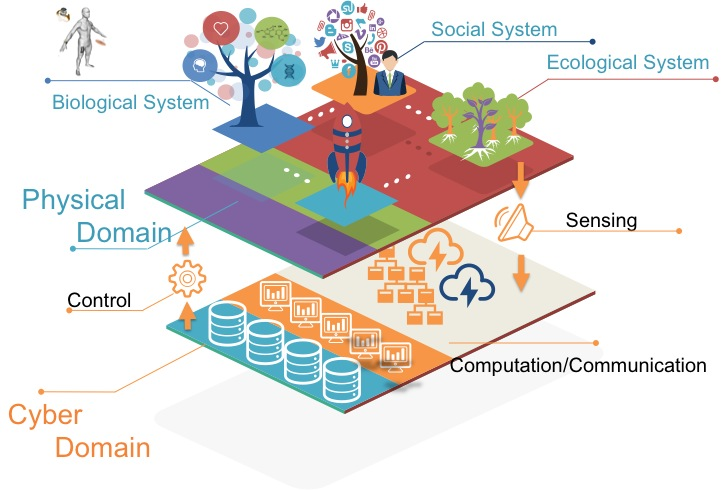 Social System
Ecological System
Biological System
Physical
Domain
Sensing
Control
Computation/Communication
Cyber
Domain